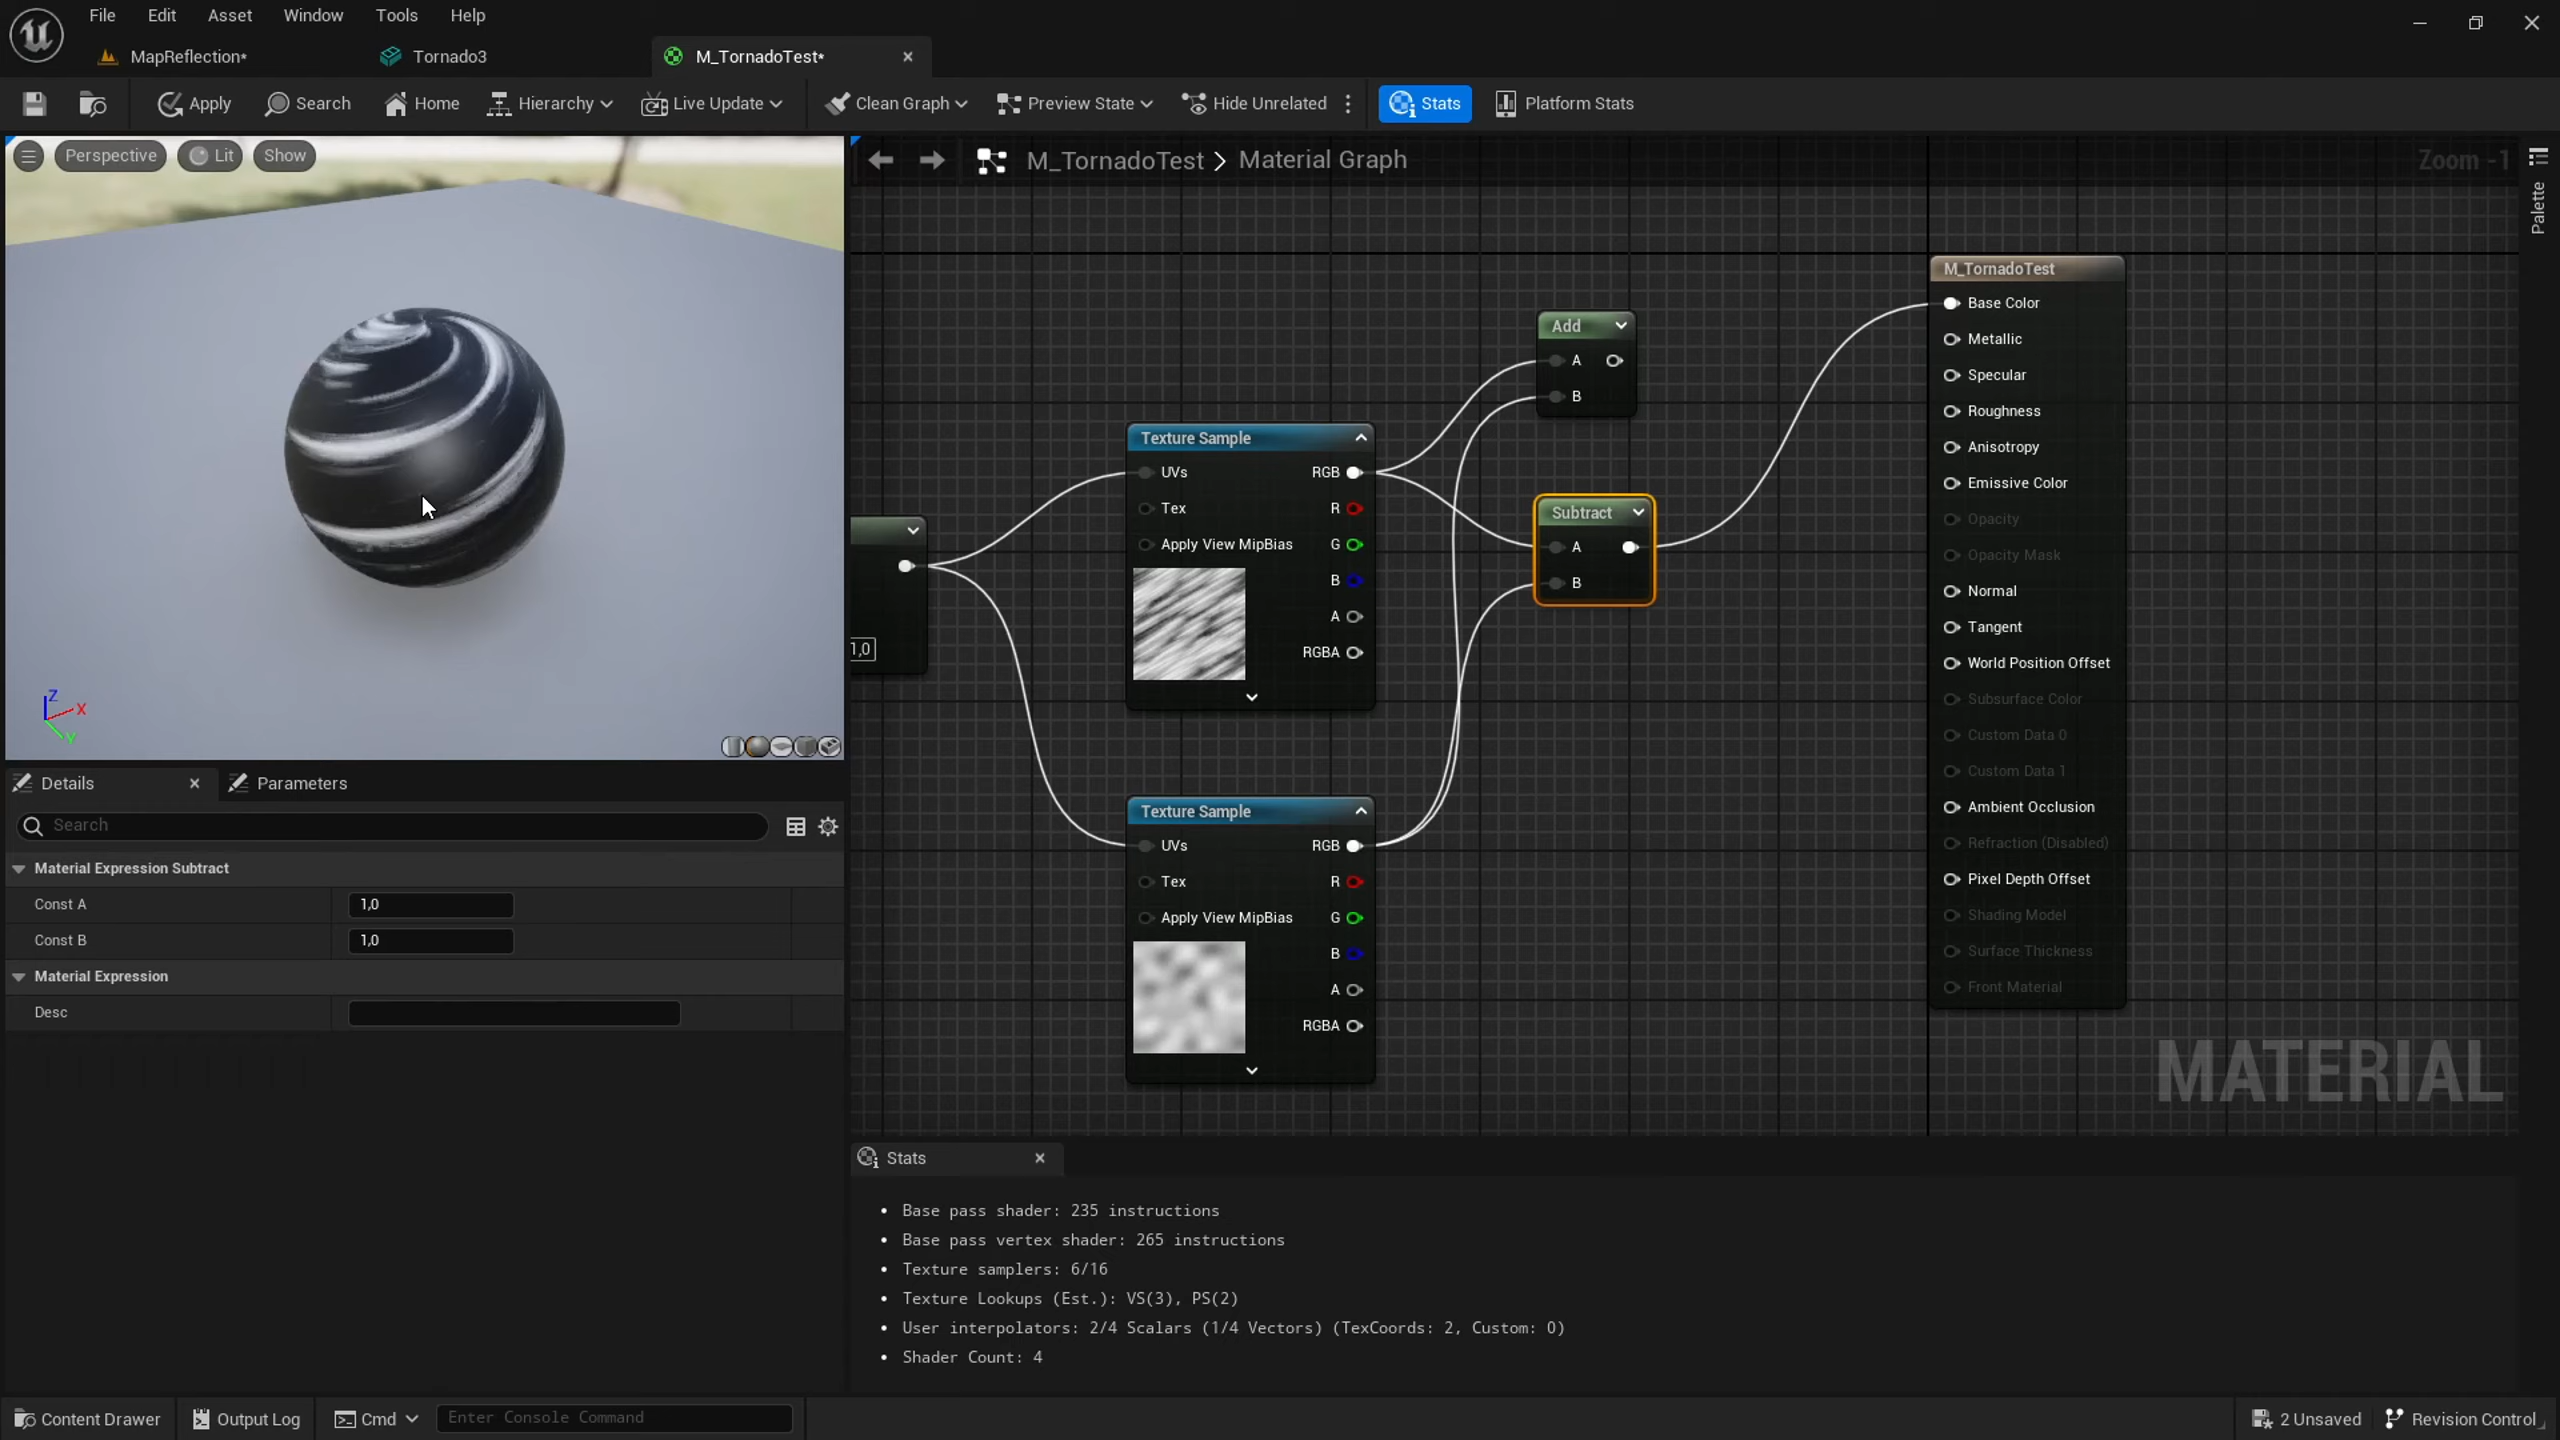 File Edit Asset Window Tools Help
MapReflection* Tornado3 M_TornadoTest*
Apply Search Home Hierarchy Live Update Clean Graph Preview State Hide Unrelated Stats Platform Stats
Perspective Lit Show
Z
X
Y
M_TornadoTest > Material Graph
Zoom -1
Palette
1,0
Texture Sample
UVs RGB
Tex R
Apply View MipBias G
B
A
RGBA
Texture Sample
UVs RGB
Tex R
Apply View MipBias G
B
A
RGBA
Add
A
B
Subtract
A
B
M_TornadoTest
Base Color
Metallic
Specular
Roughness
Anisotropy
Emissive Color
Opacity
Opacity Mask
Normal
Tangent
World Position Offset
Subsurface Color
Custom Data 0
Custom Data 1
Ambient Occlusion
Refraction (Disabled)
Pixel Depth Offset
Shading Model
Surface Thickness
Front Material
MATERIAL
Details Parameters
Search
Material Expression Subtract
Const A 1,0
Const B 1,0
Material Expression
Desc
Stats
• Base pass shader: 235 instructions
• Base pass vertex shader: 265 instructions
• Texture samplers: 6/16
• Texture Lookups (Est.): VS(3), PS(2)
• User interpolators: 2/4 Scalars (1/4 Vectors) (TexCoords: 2, Custom: 0)
• Shader Count: 4
Content Drawer Output Log Cmd Enter Console Command 2 Unsaved Revision Control